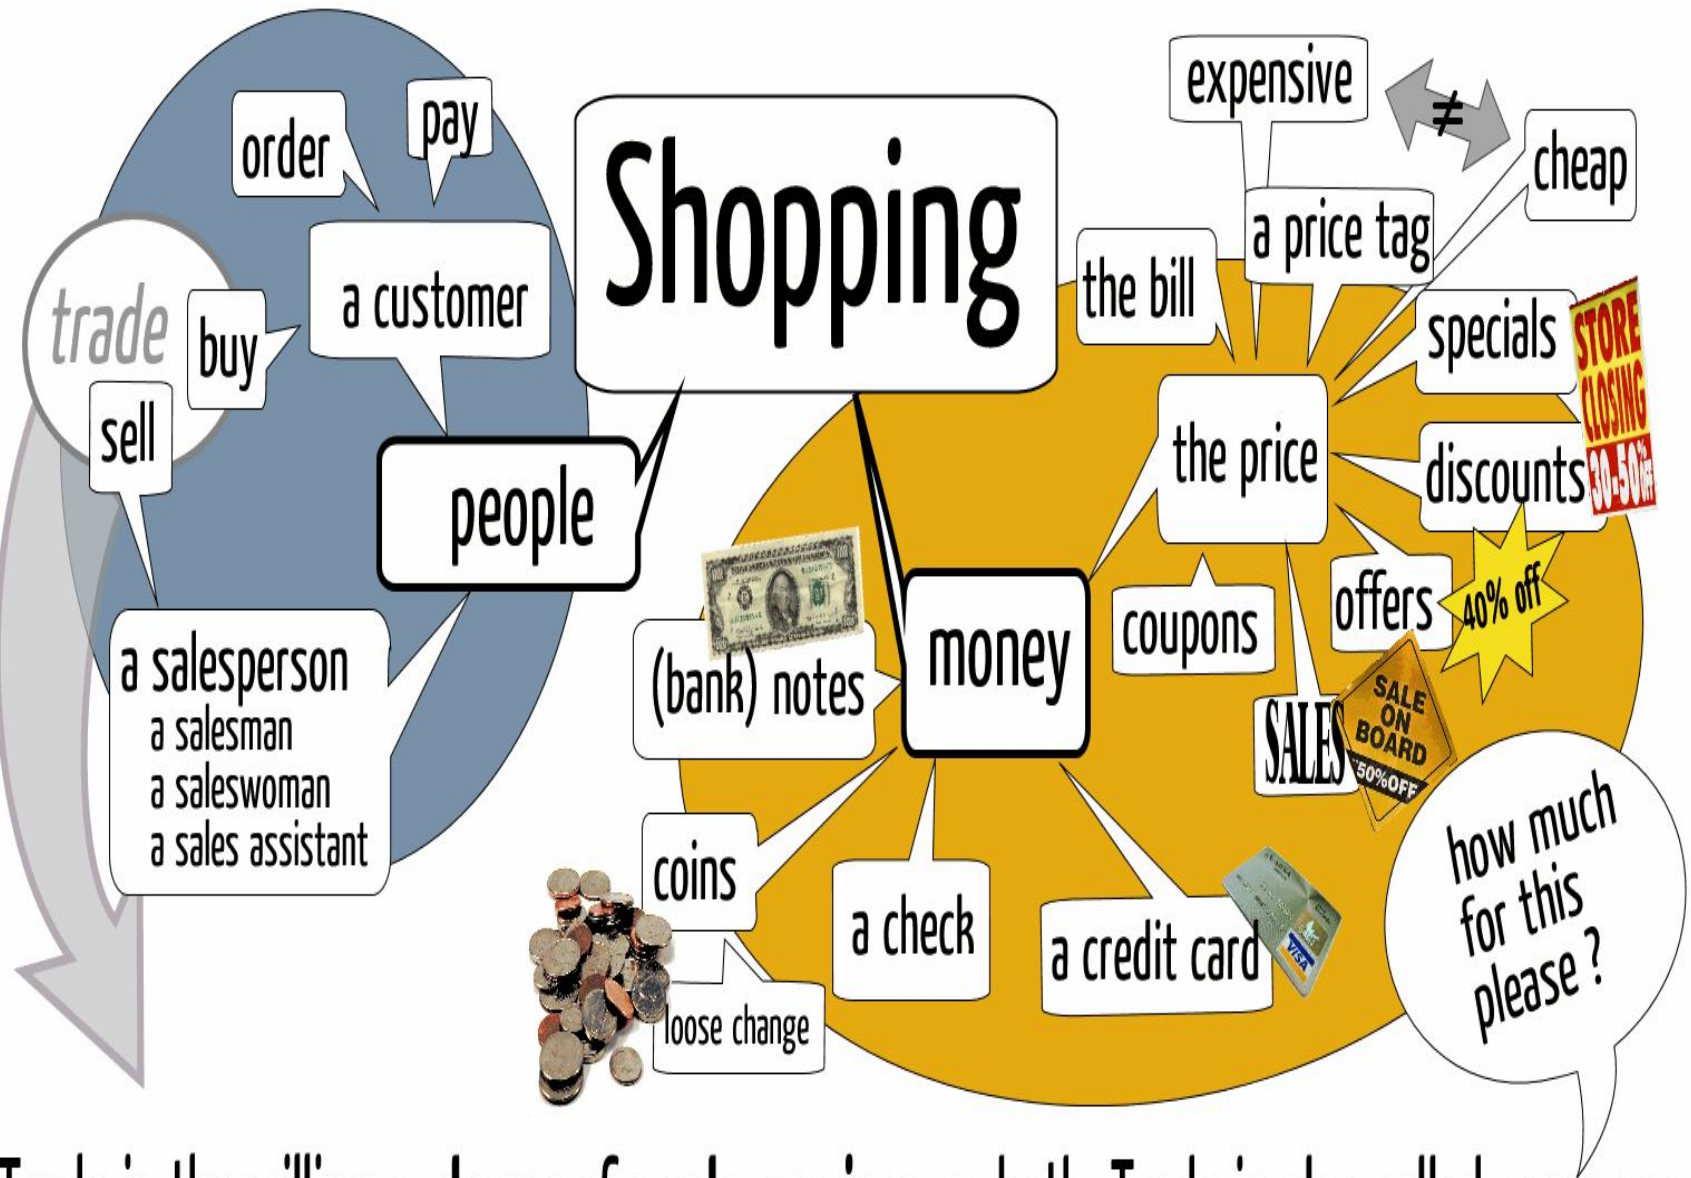 Shopping
people
a customer
order
pay
buy
trade
sell
a salesperson
a salesman
a saleswoman
a sales assistant
money
(bank) notes
coins
loose change
a check
a credit card
VISA
the price
the bill
expensive
≠
cheap
a price tag
specials
discounts
STORE
CLOSING
30-50% OFF
offers
40% off
coupons
SALES
SALE
ON
BOARD
50%OFF
how much
for this
please ?